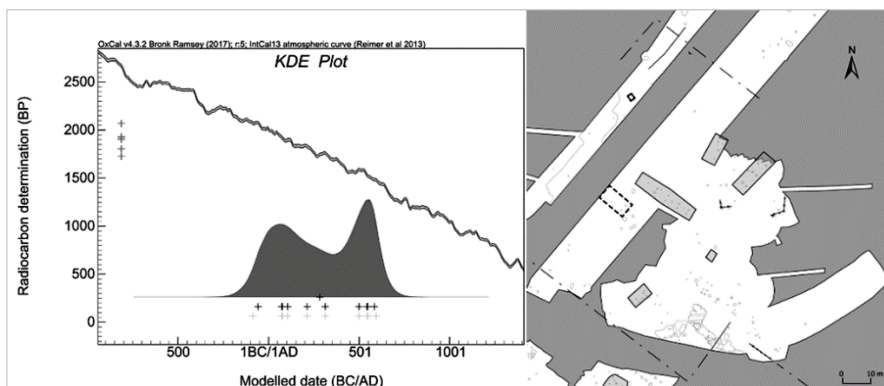 OxCal v4.3.2 Bronk Ramsey (2017); r:5; IntCal13 atmospheric curve (Reimer et al 2013)
KDE Plot
Radiocarbon determination (BP)
2500
2000
1500
1000
500
0
500
1BC/1AD
501
1001
Modelled date (BC/AD)
N
0
10 m